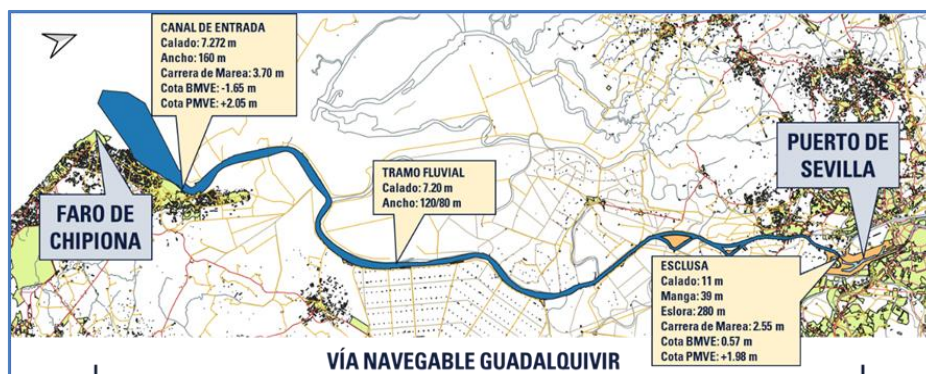 CANAL DE ENTRADA
Calado: 7.272 m
Ancho: 160 m
Carrera de Marea: 3.70 m
Cota BMVE: -1.65 m
Cota PMVE: +2.05 m
FARO DE
CHIPIONA
TRAMO FLUVIAL
Calado: 7.20 m
Ancho: 120/80 m
PUERTO DE
SEVILLA
ESCLUSA
Calado: 11 m
Manga: 39 m
Eslora: 280 m
Carrera de Marea: 2.55 m
Cota BMVE: 0.57 m
Cota PMVE: +1.98 m
VÍA NAVEGABLE GUADALQUIVIR